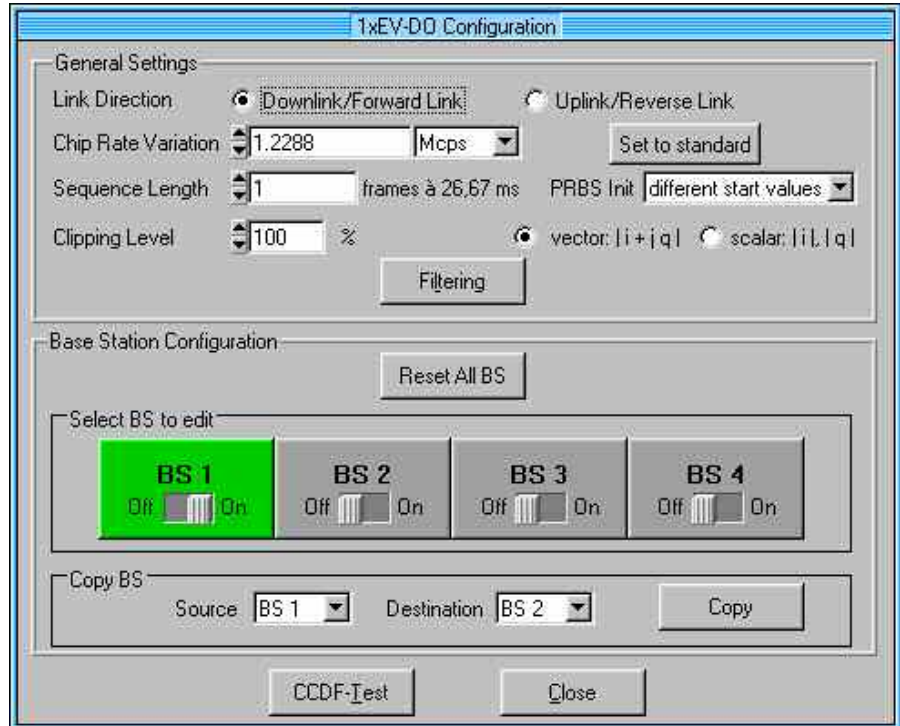 1xEV-DO Configuration
General Settings
Link Direction Downlink/Forward Link Uplink/Reverse Link
Chip Rate Variation 1.2288 Mcps Set to standard
Sequence Length 1 frames à 26,67 ms PRBS Init different start values
Clipping Level 100 % vector: | i + j q | scalar: | i |, | q |
Filtering
Base Station Configuration
Reset All BS
Select BS to edit
BS 1 BS 2 BS 3 BS 4
Off On Off On Off On Off On
Copy BS
Source BS 1 Destination BS 2 Copy
CCDF-Test Close